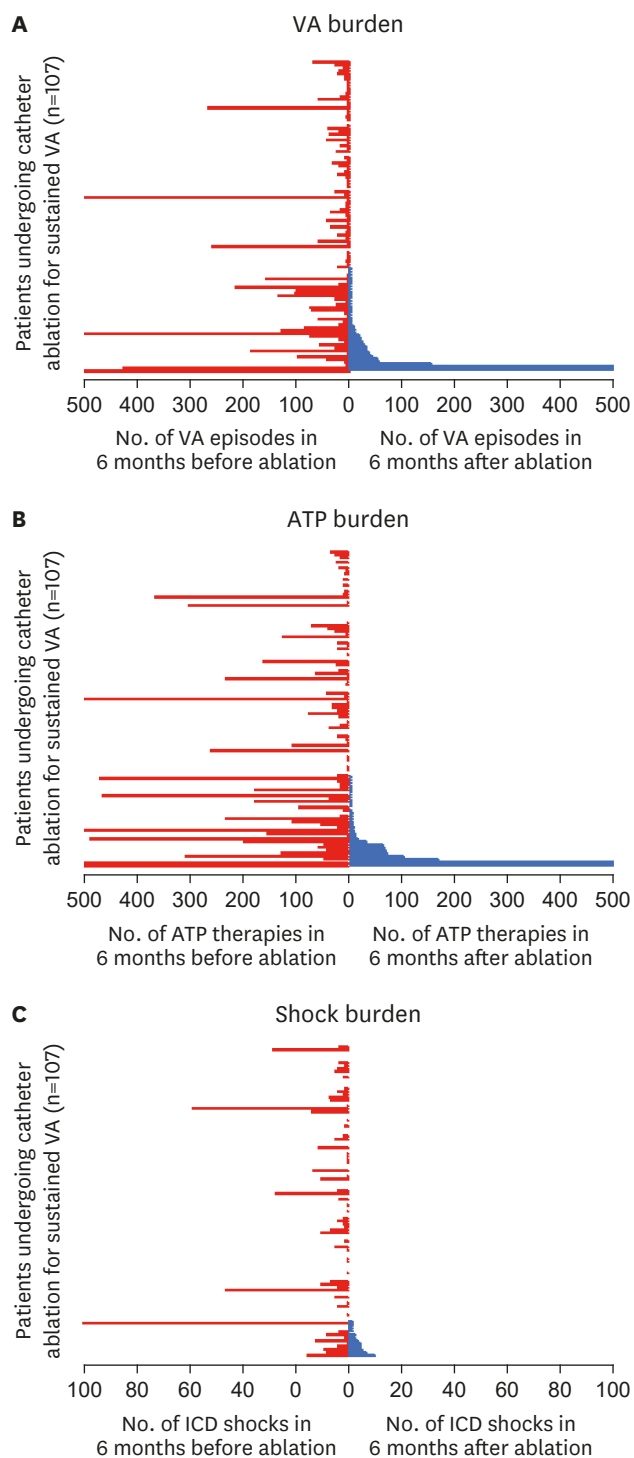 A VA burden
Patients undergoing catheter
ablation for sustained VA (n=107)
500 400 300 200 100 0 100 200 300 400 500
No. of VA episodes in No. of VA episodes in
6 months before ablation 6 months after ablation
B ATP burden
Patients undergoing catheter
ablation for sustained VA (n=107)
500 400 300 200 100 0 100 200 300 400 500
No. of ATP therapies in No. of ATP therapies in
6 months before ablation 6 months after ablation
C Shock burden
Patients undergoing catheter
ablation for sustained VA (n=107)
100 80 60 40 0 0 20 40 60 80 100
No. of ICD shocks in No. of ICD shocks in
6 months before ablation 6 months after ablation